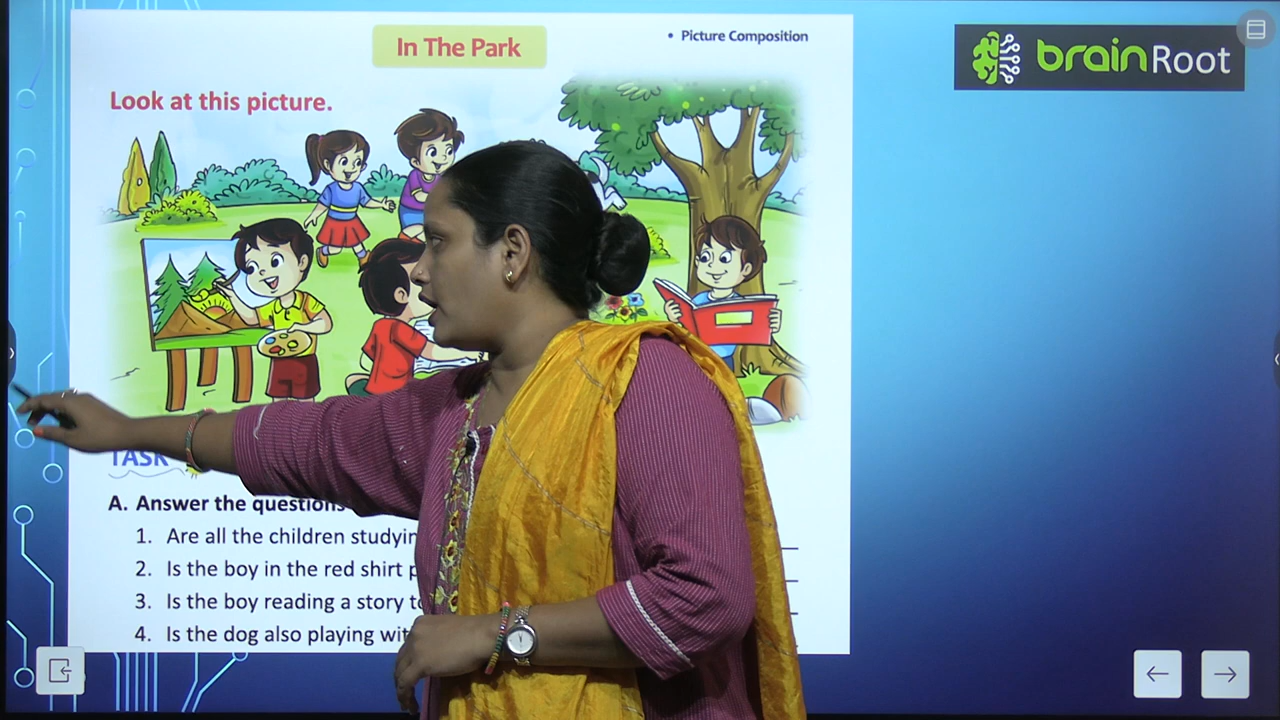 In The Park
• Picture Composition
brainRoot
Look at this picture.
TASK
A. Answer the questions
1. Are all the children studyin
2. Is the boy in the red shirt p
3. Is the boy reading a story to
4. Is the dog also playing wit